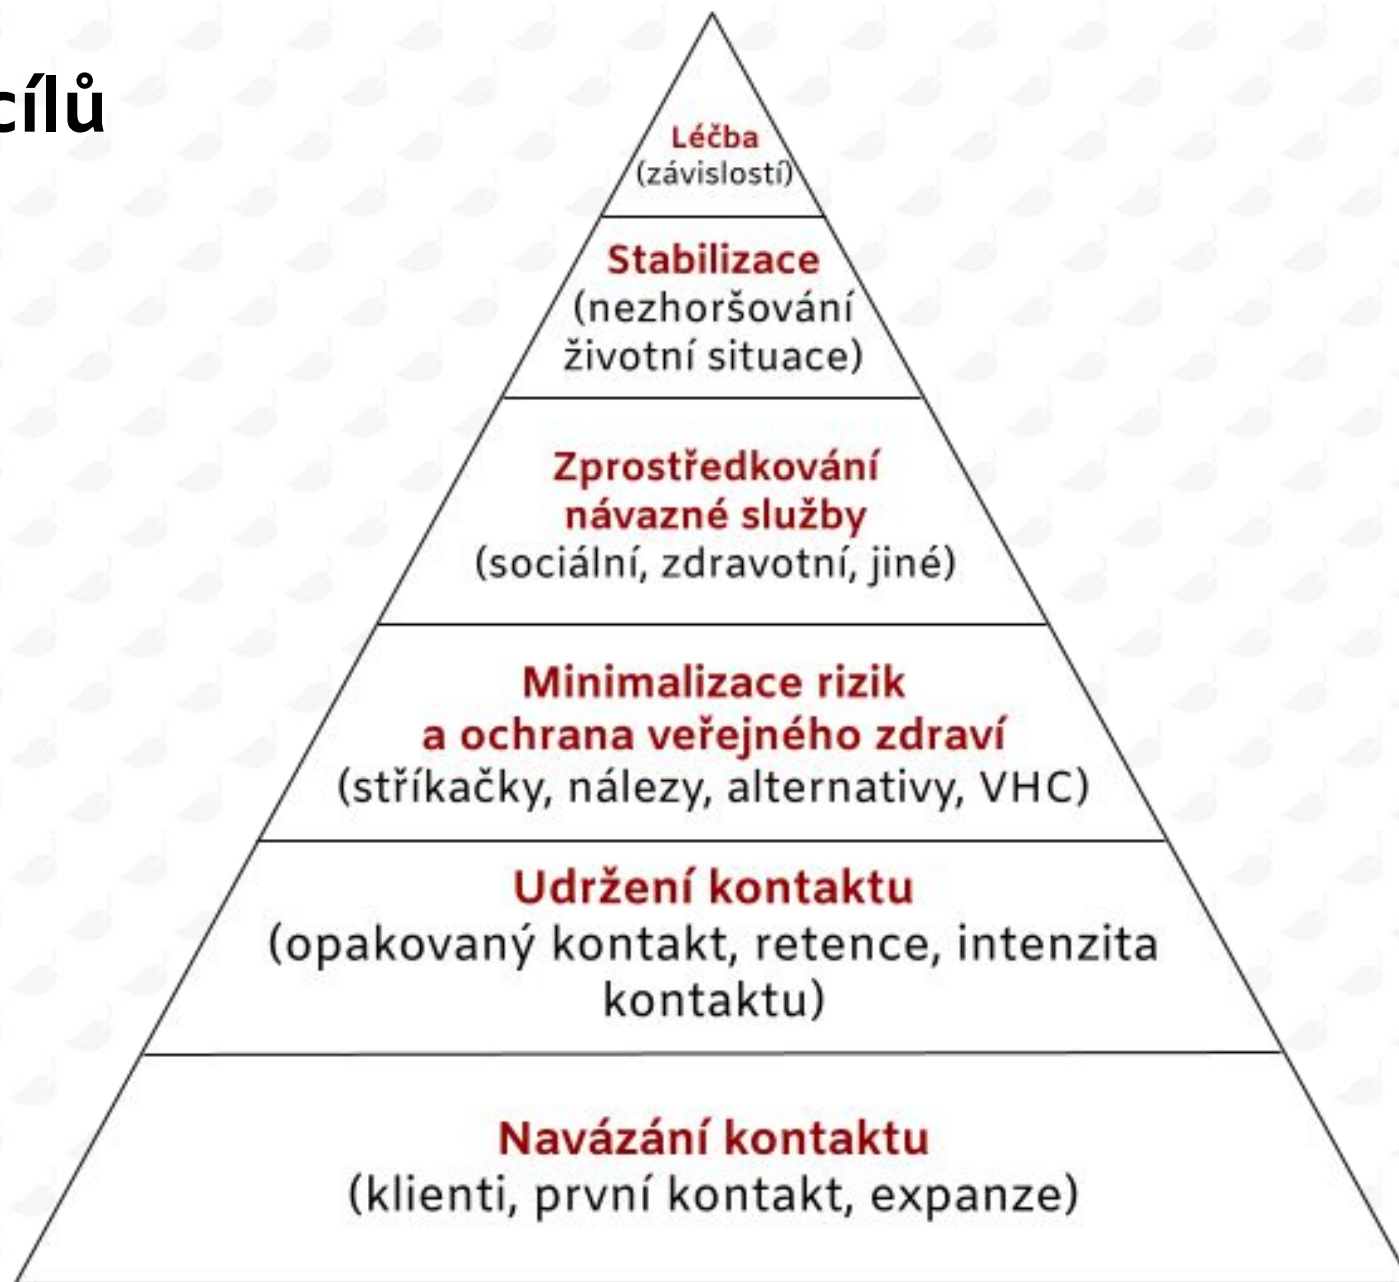 cílů
Léčba
(závislostí)
Stabilizace
(nezhoršování
životní situace)
Zprostředkování
návazné služby
(sociální, zdravotní, jiné)
Minimalizace rizik
a ochrana veřejného zdraví
(stříkačky, nálezy, alternativy, VHC)
Udržení kontaktu
(opakovaný kontakt, retence, intenzita
kontaktu)
Navázání kontaktu
(klienti, první kontakt, expanze)